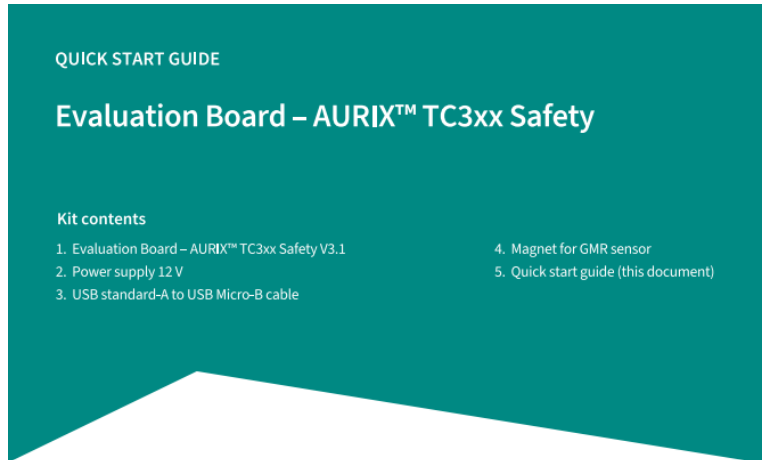 QUICK START GUIDE
Evaluation Board – AURIX™ TC3xx Safety
Kit contents
1. Evaluation Board – AURIX™ TC3xx Safety V3.1
2. Power supply 12 V
3. USB standard-A to USB Micro-B cable
4. Magnet for GMR sensor
5. Quick start guide (this document)